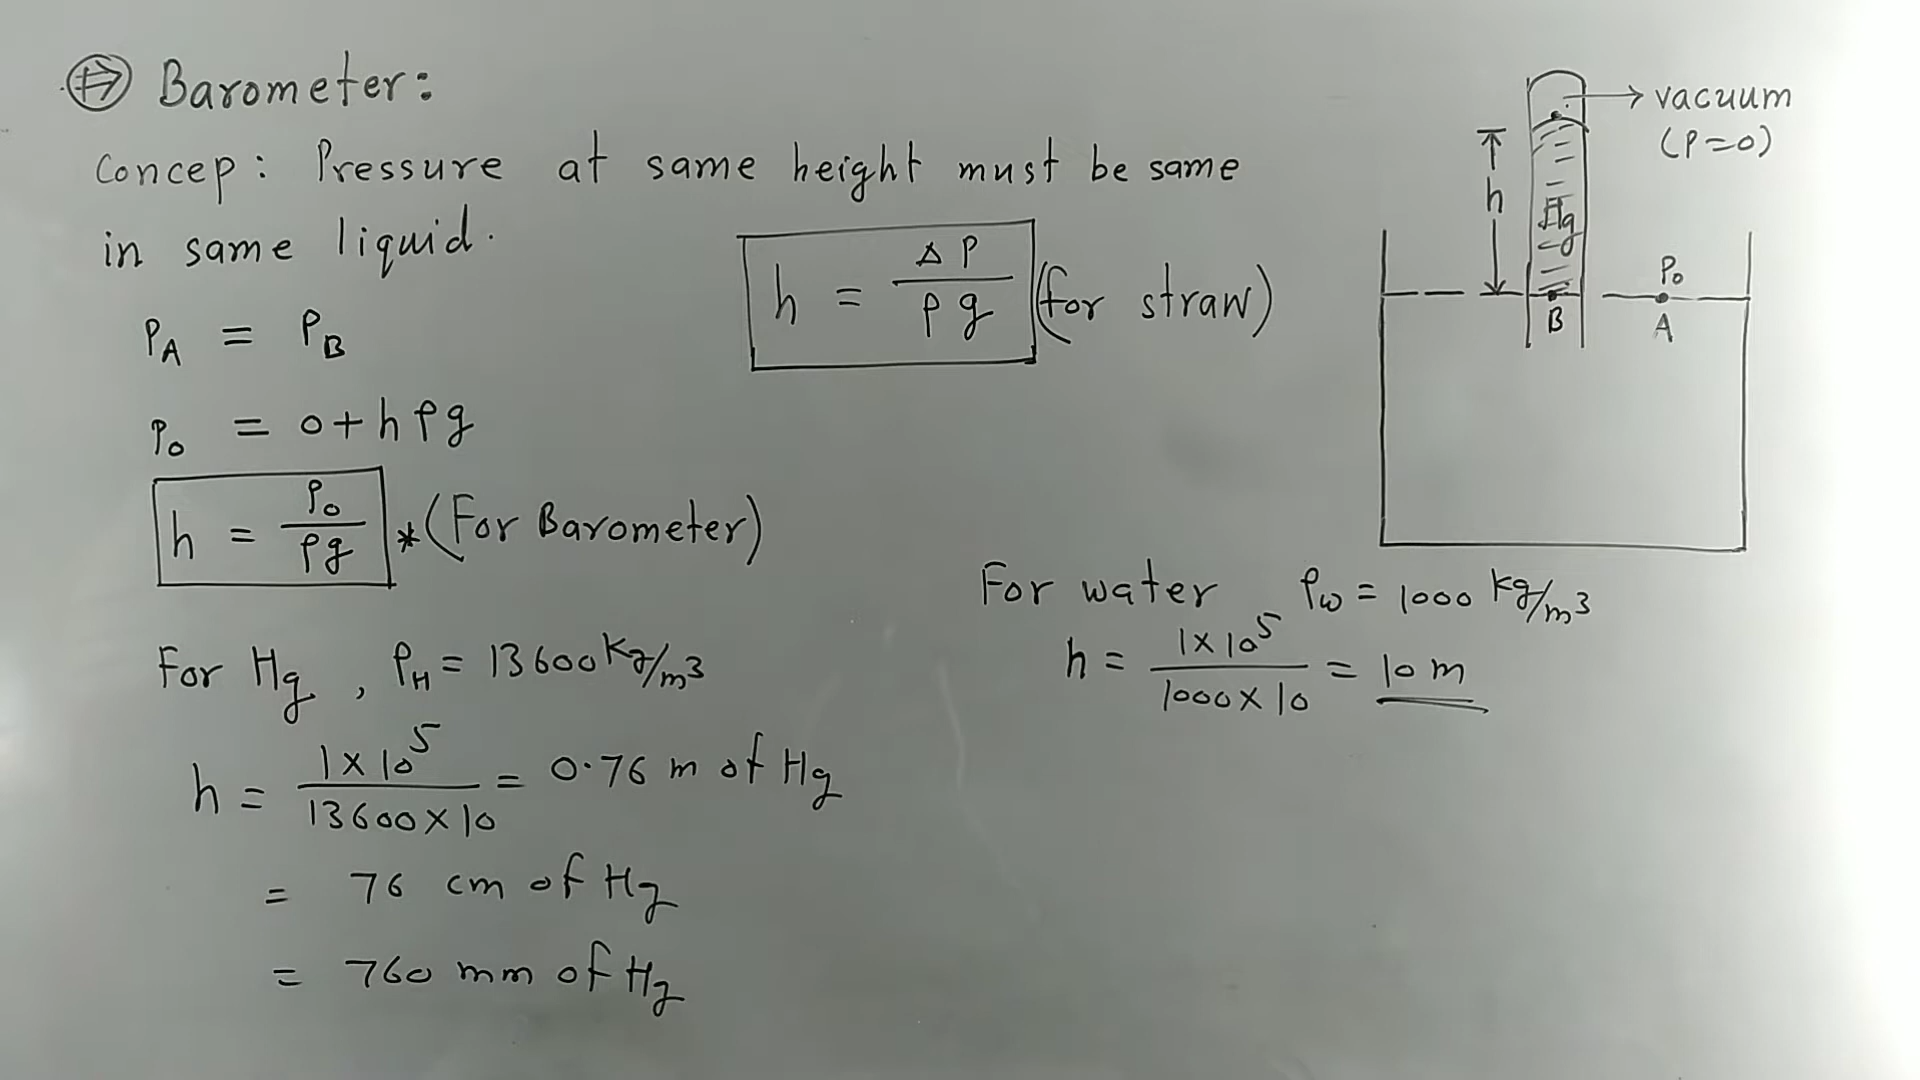 ⇒ Barometer:
Concep: Pressure at same height must be same
in same liquid.
P_A = P_B
P_0 = 0 + hρg
h = P_0/ρg * (For Barometer)
h = ΔP/ρg (for straw)
For Hg, ρ_H = 13600 Kg/m³
h = 1×10⁵/13600×10 = 0.76 m of Hg
= 76 cm of Hg
= 760 mm of Hg
vacuum
(P=0)
h
Hg
P_0
B
A
For water ρ_w = 1000 Kg/m³
h = 1×10⁵/1000×10 = 10 m